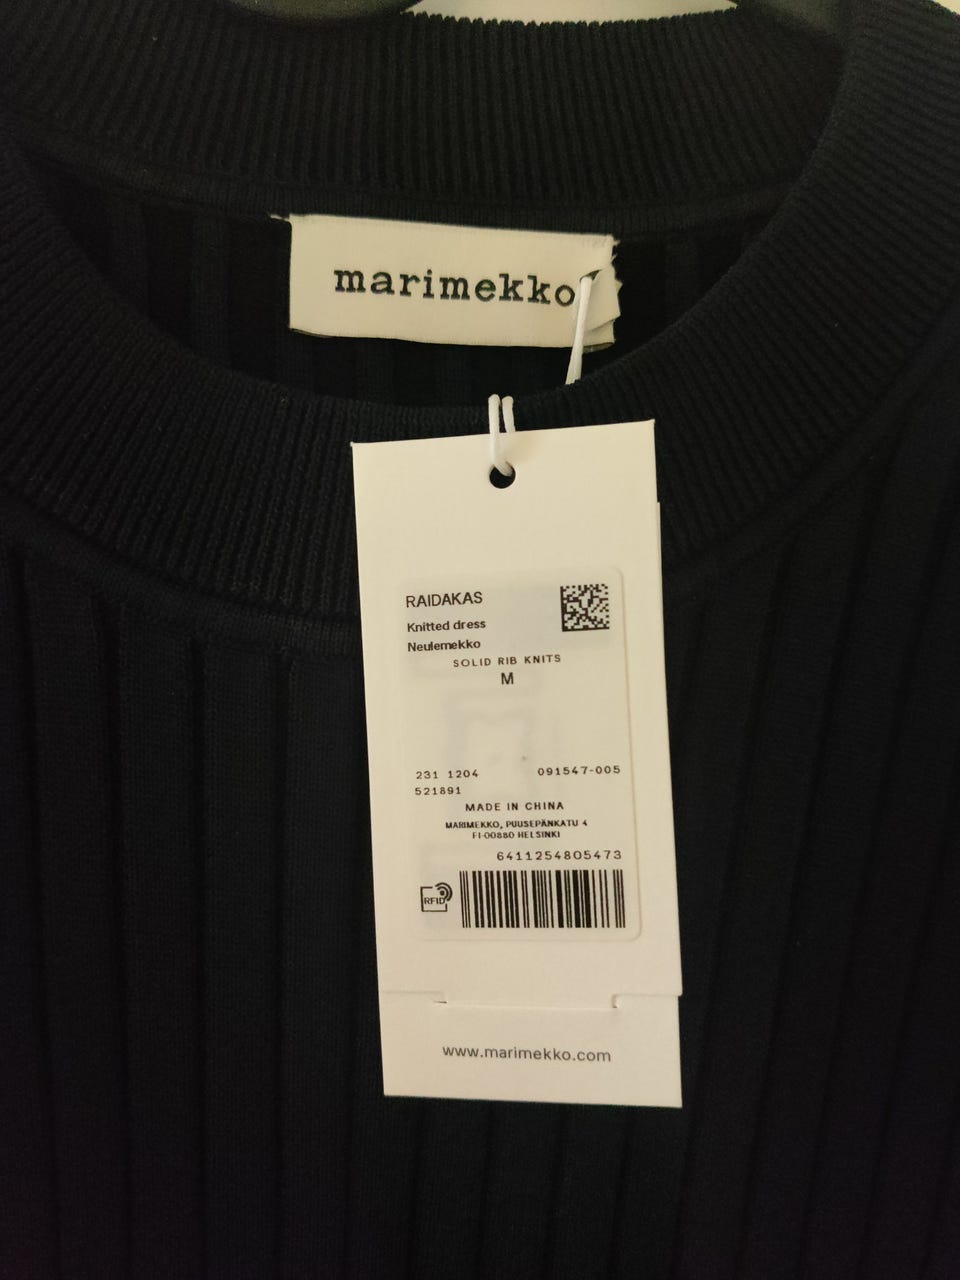 marimekko
RAIDAKAS
Knitted dress
Neulemekko
SOLID RIB KNITS
M
231 1204 091547-005
521891
MADE IN CHINA
MARIMEKKO, PUUSEPÄNKATU 4
FI-00880 HELSINKI
6411254805473
RFID
www.marimekko.com